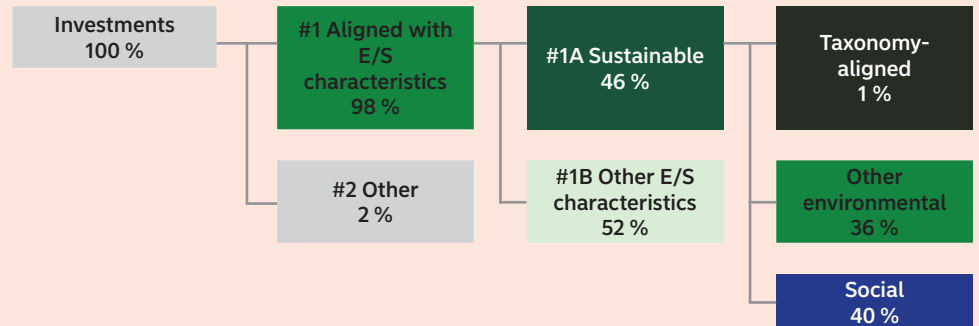 Investments
100 %
#1 Aligned with
E/S
characteristics
98 %
#1A Sustainable
46 %
Taxonomy-
aligned
1 %
#2 Other
2 %
#1B Other E/S
characteristics
52 %
Other
environmental
36 %
Social
40 %